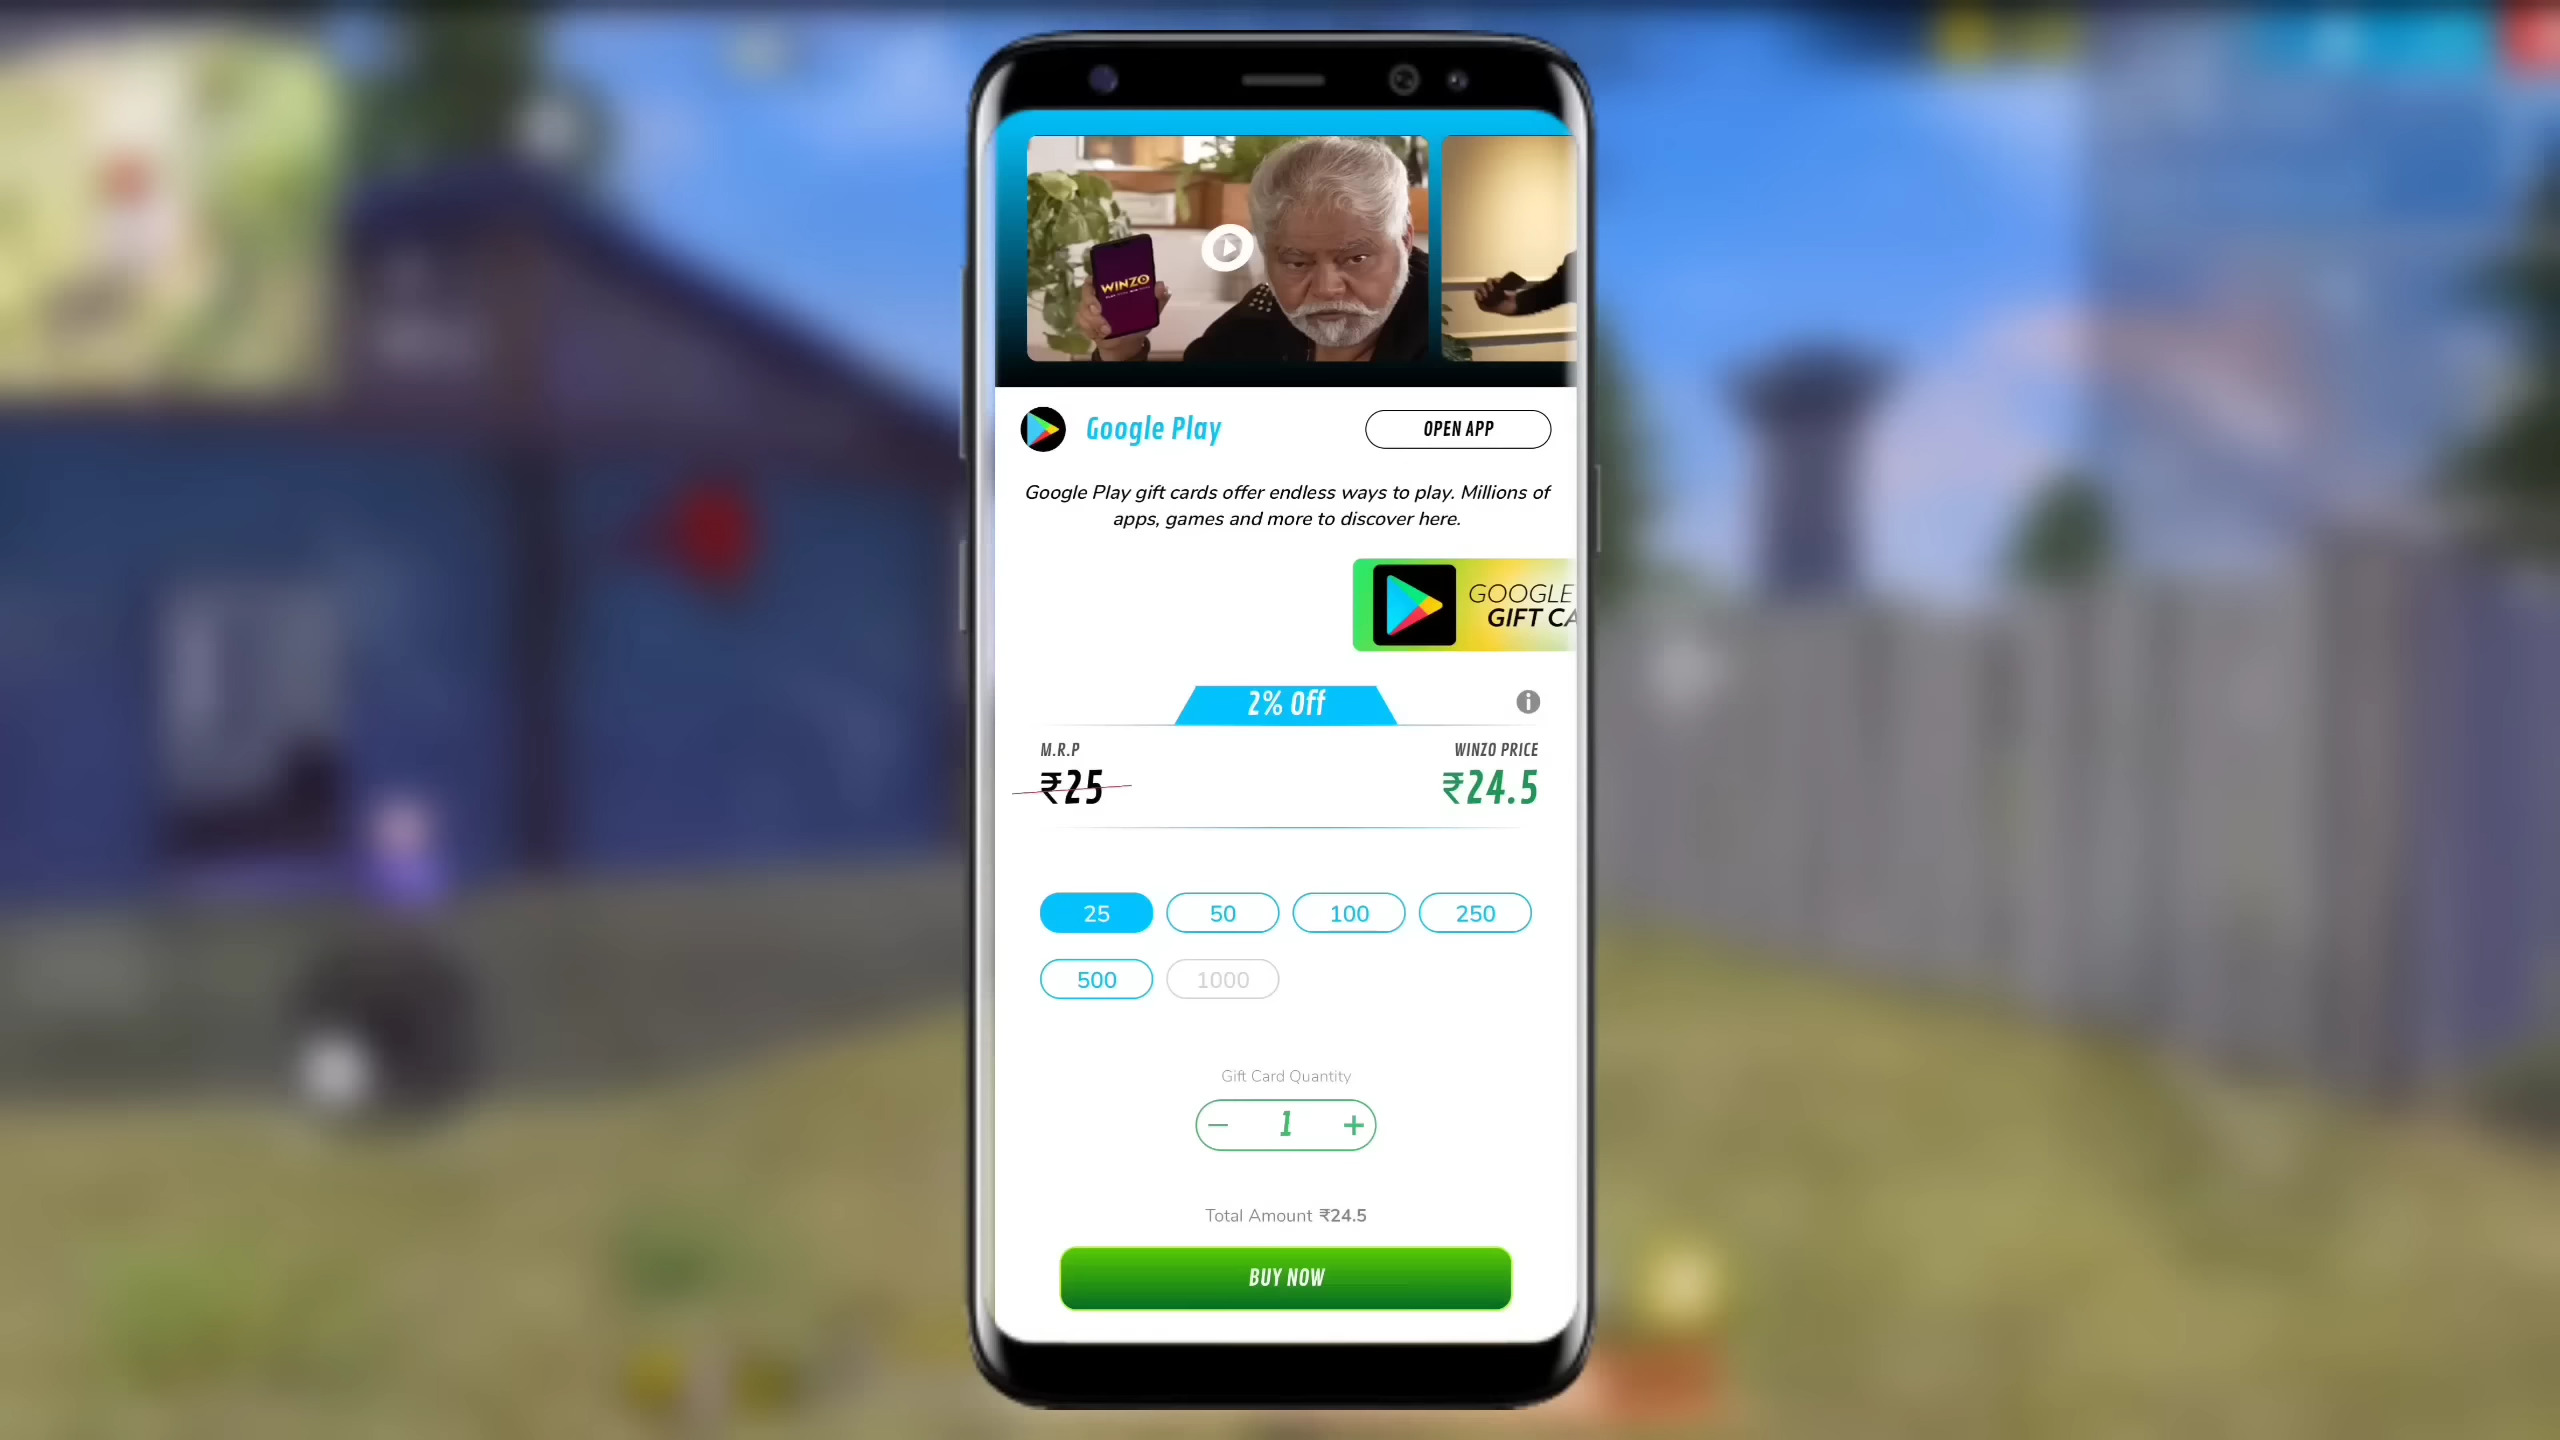 WINZO
Google Play
OPEN APP
Google Play gift cards offer endless ways to play. Millions of
apps, games and more to discover here.
GOOGLE
GIFT CA
2% Off
M.R.P
WINZO PRICE
₹25
₹24.5
25
50
100
250
500
1000
Gift Card Quantity
− 1 +
Total Amount ₹24.5
BUY NOW